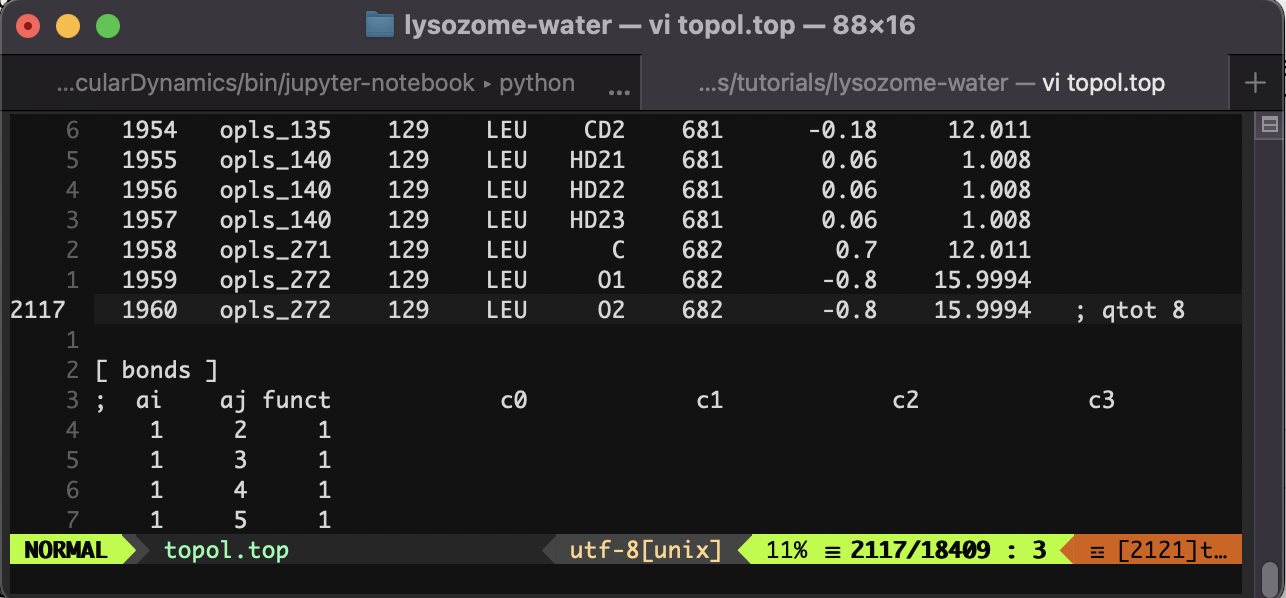 lysozome-water — vi topol.top — 88×16
...cularDynamics/bin/jupyter-notebook ▸ python ... ...s/tutorials/lysozome-water — vi topol.top +
6 1954 opls_135 129 LEU CD2 681 -0.18 12.011
5 1955 opls_140 129 LEU HD21 681 0.06 1.008
4 1956 opls_140 129 LEU HD22 681 0.06 1.008
3 1957 opls_140 129 LEU HD23 681 0.06 1.008
2 1958 opls_271 129 LEU C 682 0.7 12.011
1 1959 opls_272 129 LEU O1 682 -0.8 15.9994
2117 1960 opls_272 129 LEU O2 682 -0.8 15.9994 ; qtot 8
1
2 [ bonds ]
3 ; ai aj funct c0 c1 c2 c3
4 1 2 1
5 1 3 1
6 1 4 1
7 1 5 1
NORMAL topol.top utf-8[unix] 11% ≡ 2117/18409 : 3 ☲ [2121]t…